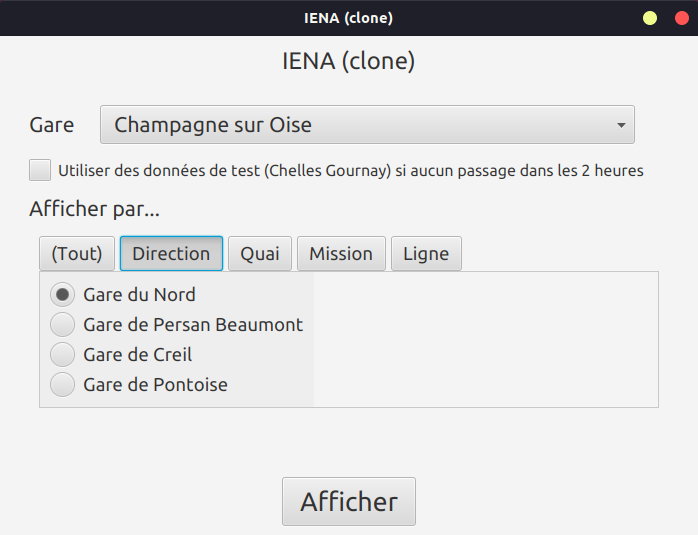 IENA (clone)
IENA (clone)
Gare Champagne sur Oise
Utiliser des données de test (Chelles Gournay) si aucun passage dans les 2 heures
Afficher par...
(Tout) Direction Quai Mission Ligne
Gare du Nord
Gare de Persan Beaumont
Gare de Creil
Gare de Pontoise
Afficher